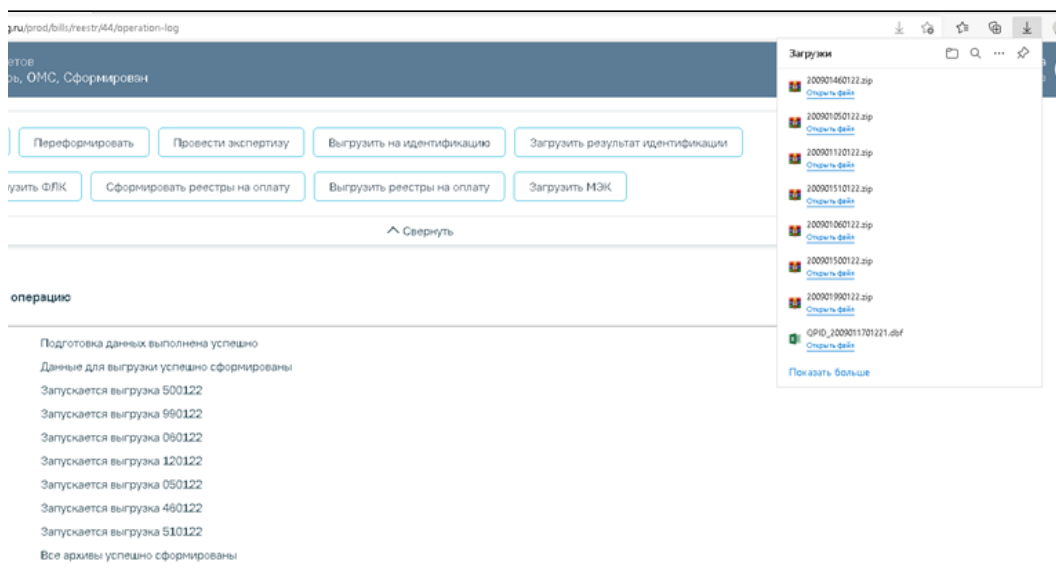 g.ru/prod/bills/reestr/44/operation-log
етов
рь, ОМС, Сформирован
Переформировать
Провести экспертизу
Выгрузить на идентификацию
Загрузить результат идентификации
узить ФЛК
Сформировать реестры на оплату
Выгрузить реестры на оплату
Загрузить МЭК
Свернуть
операцию
Подготовка данных выполнена успешно
Данные для выгрузки успешно сформированы
Запускается выгрузка 500122
Запускается выгрузка 990122
Запускается выгрузка 060122
Запускается выгрузка 120122
Запускается выгрузка 050122
Запускается выгрузка 460122
Запускается выгрузка 510122
Все архивы успешно сформированы
Загрузки
200901460122.zip
Открыть файл
200901050122.zip
Открыть файл
200901120122.zip
Открыть файл
200901510122.zip
Открыть файл
200901060122.zip
Открыть файл
200901500122.zip
Открыть файл
200901990122.zip
Открыть файл
QPID_2009011701221.dbf
Открыть файл
Показать больше